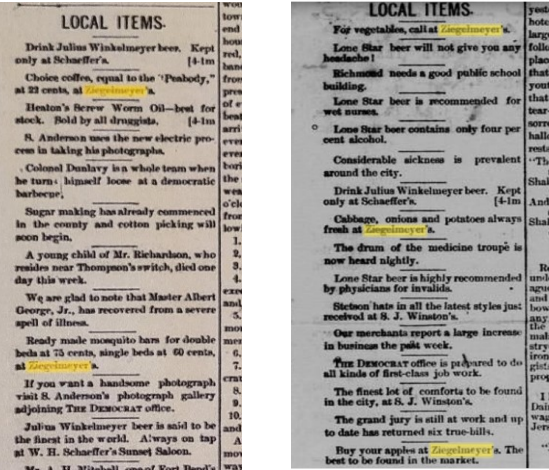 LOCAL ITEMS.
Drink Julius Winkelmeyer beer. Kept
only at Schaeffer's. [4-1m
Choice coffee, equal to the "Peabody,"
at 22 cents, at Ziegelmeyer's.
Heaton's Screw Worm Oil—best for
stock. Sold by all druggists. [4-1m
S. Anderson uses the new electric pro-
cess in taking his photographs.
Colonel Dunlavy is a whole team when
he turns himself loose at a democratic
barbecue.
Sugar making has already commenced
in the county and cotton picking will
soon begin.
A young child of Mr. Richardson, who
resides near Thompson's switch, died one
day this week.
We are glad to note that Master Albert
George, Jr., has recovered from a severe
spell of illness.
Ready made mosquito bars for double
beds at 75 cents, single beds at 60 cents,
at Ziegelmeyer's.
If you want a handsome photograph
visit S. Anderson's photograph gallery
adjoining THE DEMOCRAT office.
Julius Winkelmeyer beer is said to be
the finest in the world. Always on tap
at W. H. Schaeffer's Sunset Saloon.
LOCAL ITEMS.
For vegetables, call at Ziegelmeyer's.
Lone Star beer will not give you any
headache!
Richmond needs a good public school
building.
Lone Star beer is recommended for
wet nurses.
Lone Star beer contains only four per
cent alcohol.
Considerable sickness is prevalent
around the city.
Drink Julius Winkelmeyer beer. Kept
only at Schaeffer's. [4-1m
Cabbage, onions and potatoes always
fresh at Ziegelmeyer's.
The drum of the medicine troupe is
now heard nightly.
Lone Star beer is highly recommended
by physicians for invalids.
Stetson hats in all the latest styles just
received at S. J. Winston's.
Our merchants report a large increase
in business the past week.
THE DEMOCRAT office is prepared to do
all kinds of first-class job work.
The finest lot of comforts to be found
in the city, at S. J. Winston's.
The grand jury is still at work and up
to date has returned six true-bills.
Buy your apples at Ziegelmeyer's. The
best to be found in the market.